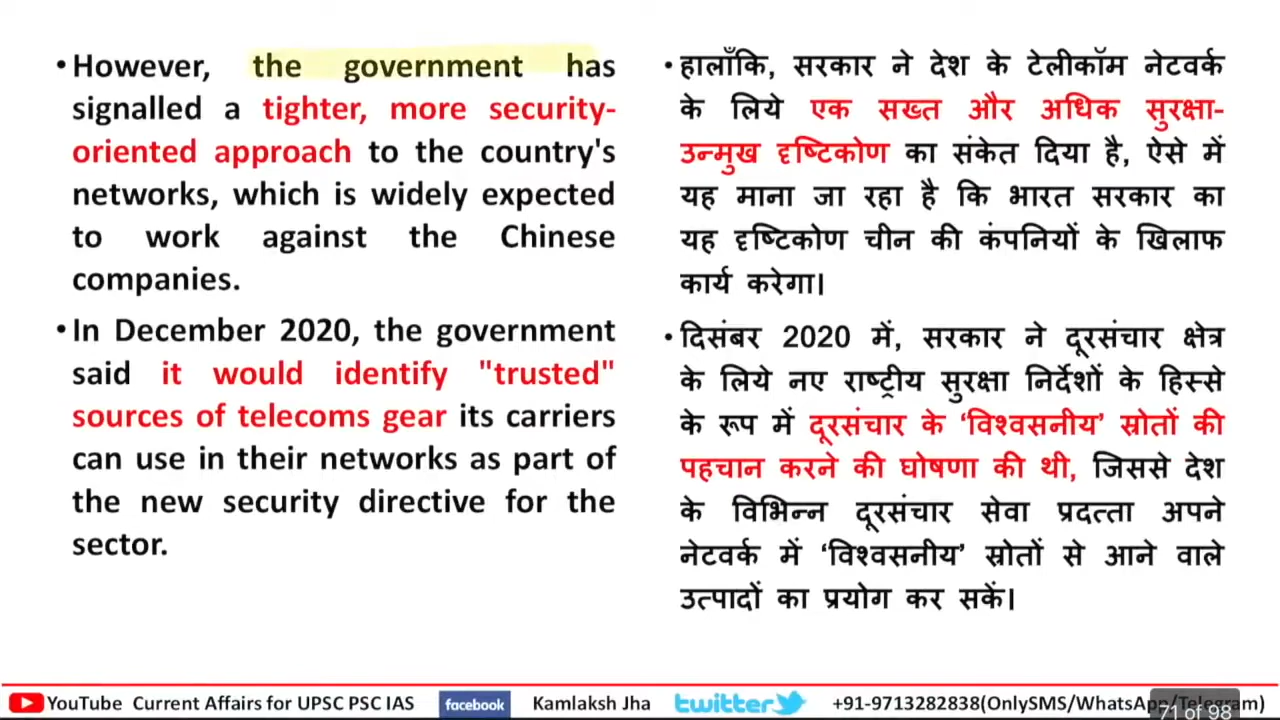 •However, the government has
signalled a tighter, more security-
oriented approach to the country's
networks, which is widely expected
to work against the Chinese
companies.
•In December 2020, the government
said it would identify "trusted"
sources of telecoms gear its carriers
can use in their networks as part of
the new security directive for the
sector.
•हालाँकि, सरकार ने देश के टेलीकॉम नेटवर्क
के लिये एक सख्त और अधिक सुरक्षा-
उन्मुख दृष्टिकोण का संकेत दिया है, ऐसे में
यह माना जा रहा है कि भारत सरकार का
यह दृष्टिकोण चीन की कंपनियों के खिलाफ
कार्य करेगा।
•दिसंबर 2020 में, सरकार ने दूरसंचार क्षेत्र
के लिये नए राष्ट्रीय सुरक्षा निर्देशों के हिस्से
के रूप में दूरसंचार के ‘विश्वसनीय’ स्रोतों की
पहचान करने की घोषणा की थी, जिससे देश
के विभिन्न दूरसंचार सेवा प्रदत्ता अपने
नेटवर्क में ‘विश्वसनीय’ स्रोतों से आने वाले
उत्पादों का प्रयोग कर सकें।
YouTube Current Affairs for UPSC PSC IAS facebook Kamlaksh Jha twitter +91-9713282838(OnlySMS/WhatsApp/Telegram)
71 of 98